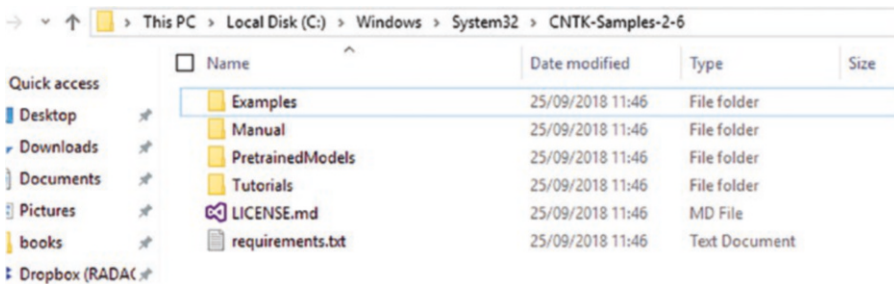 This PC > Local Disk (C:) > Windows > System32 > CNTK-Samples-2-6
Name Date modified Type Size
Quick access
Desktop
Downloads
Documents
Pictures
books
Dropbox (RADA(
Examples 25/09/2018 11:46 File folder
Manual 25/09/2018 11:46 File folder
PretrainedModels 25/09/2018 11:46 File folder
Tutorials 25/09/2018 11:46 File folder
LICENSE.md 25/09/2018 11:46 MD File
requirements.txt 25/09/2018 11:46 Text Document